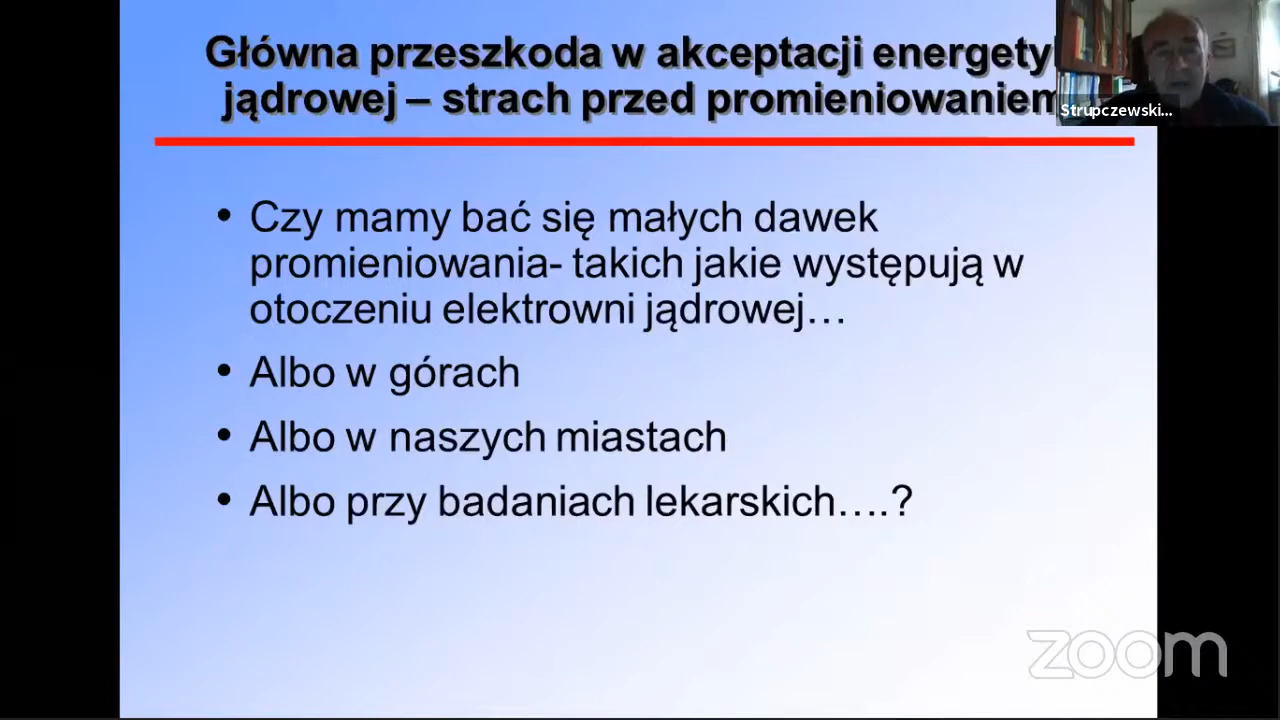 Główna przeszkoda w akceptacji
jądrowej – strach przed promieniowaniem
Strupczewski...
• Czy mamy bać się małych dawek
promieniowania- takich jakie występują w
otoczeniu elektrowni jądrowej…
• Albo w górach
• Albo w naszych miastach
• Albo przy badaniach lekarskich….?
zoom